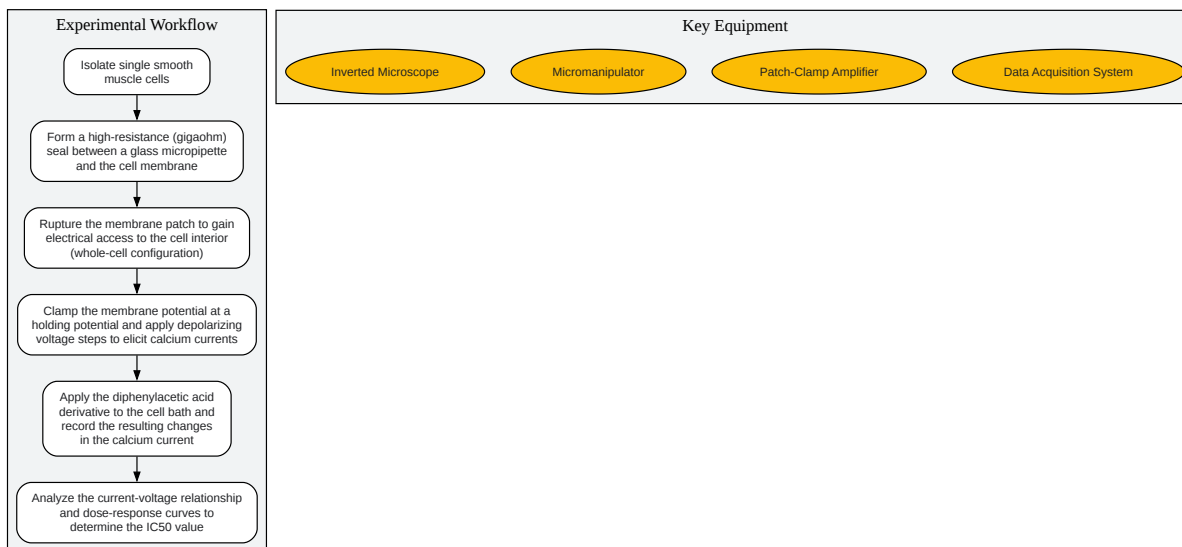 Experimental Workflow
Isolate single smooth
muscle cells
Form a high-resistance (gigaohm)
seal between a glass micropipette
and the cell membrane
Rupture the membrane patch to gain
electrical access to the cell interior
(whole-cell configuration)
Clamp the membrane potential at a
holding potential and apply depolarizing
voltage steps to elicit calcium currents
Apply the diphenylacetic acid
derivative to the cell bath and
record the resulting changes
in the calcium current
Analyze the current-voltage relationship
and dose-response curves to
determine the IC50 value
Key Equipment
Inverted Microscope
Micromanipulator
Patch-Clamp Amplifier
Data Acquisition System